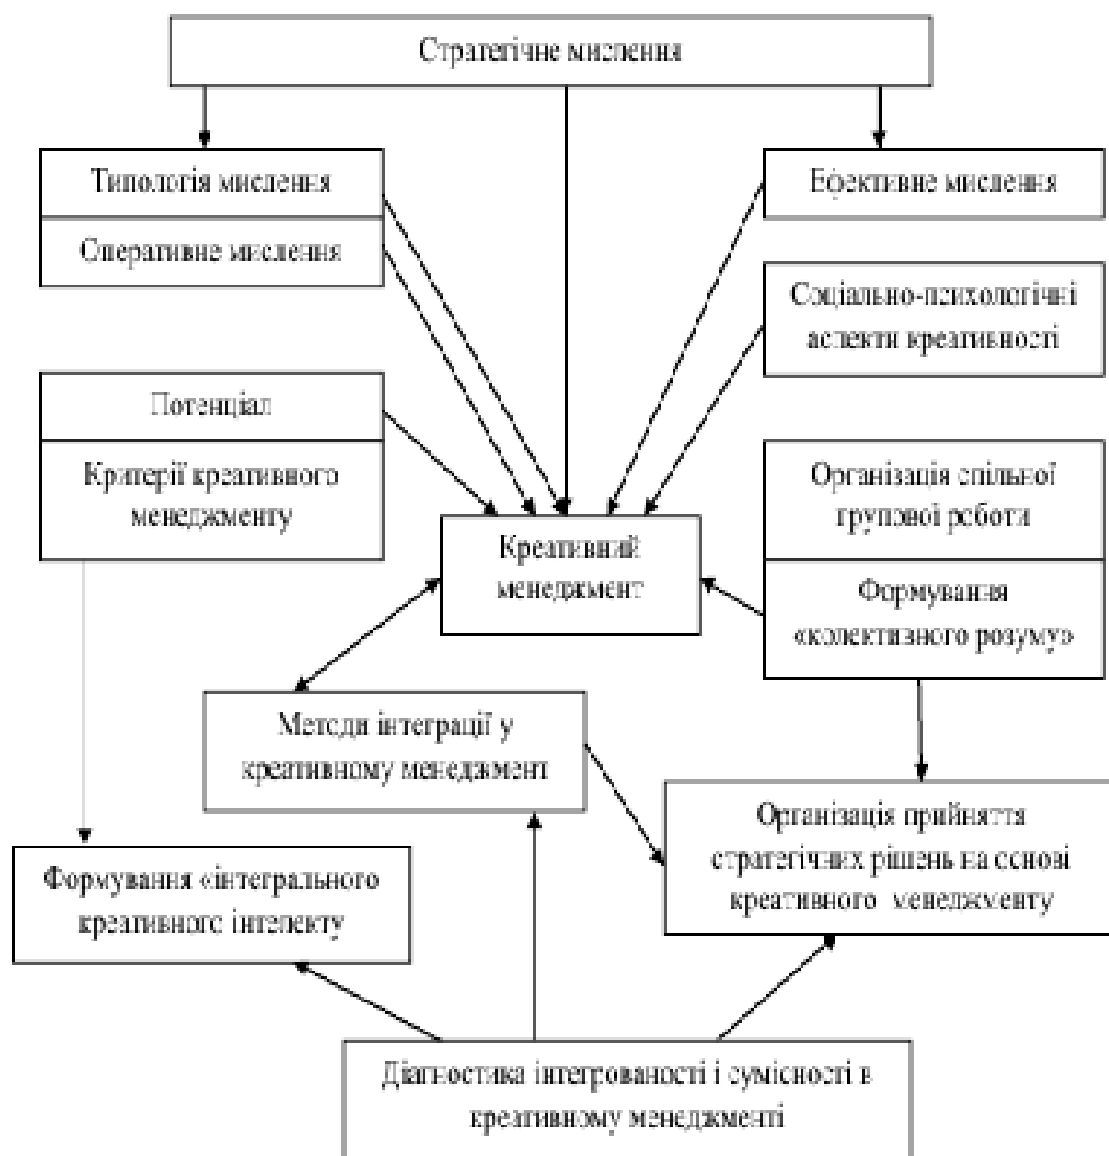 Стратегічне мислення
Типологія мислення
Оперативне мислення
Ефективне мислення
Соціально-психологічні
аспекти креативності
Потенціал
Критерії креативного
менеджменту
Організація спільної
групової роботи
Формування
«колективного розуму»
Креативний
менеджмент
Методи інтеграції у
креативному менеджмент
Організація прийняття
стратегічних рішень на основі
креативного менеджменту
Формування «інтегрального
креативного інтелекту
Діагностика інтегрованості і сумісності в
креативному менеджменті